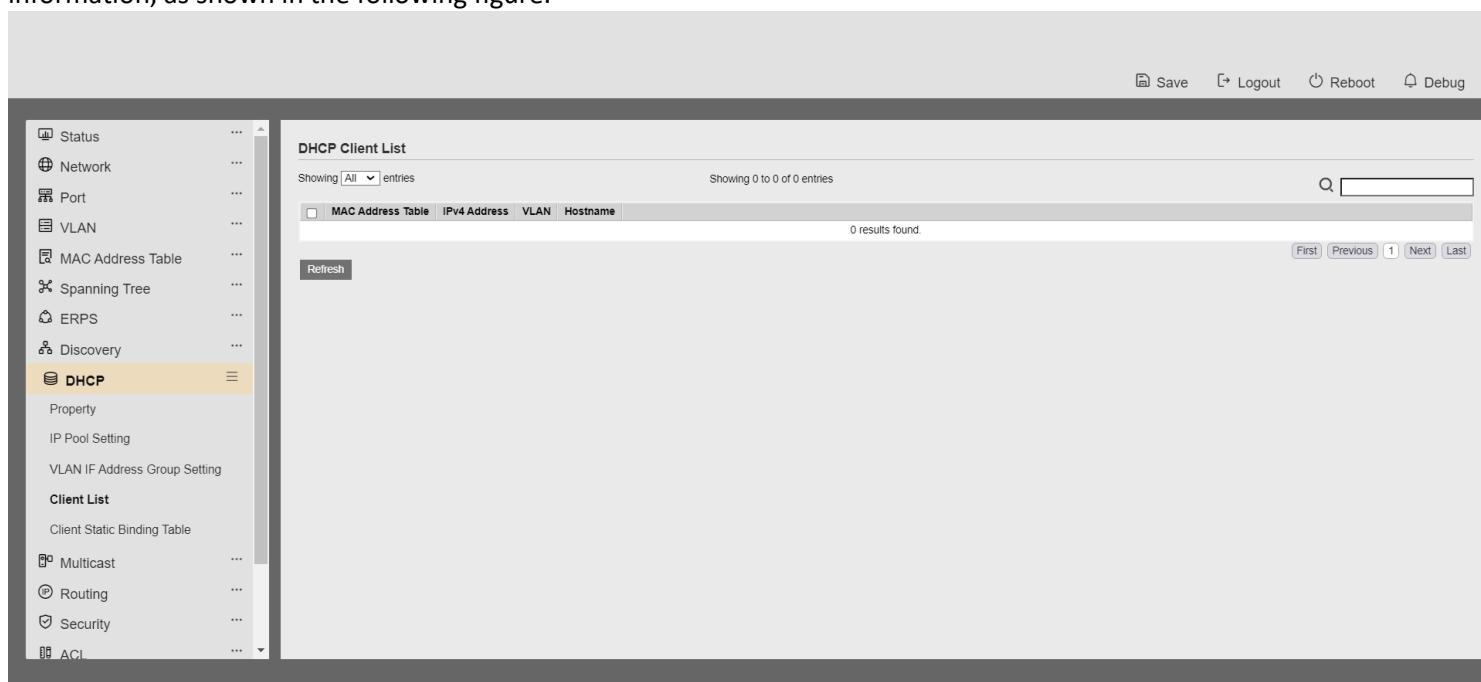 information, as shown in the following figure.
Save Logout Reboot Debug
Status
Network
Port
VLAN
MAC Address Table
Spanning Tree
ERPS
Discovery
DHCP
Property
IP Pool Setting
VLAN IF Address Group Setting
Client List
Client Static Binding Table
Multicast
Routing
Security
ACL
DHCP Client List
Showing All entries Showing 0 to 0 of 0 entries
MAC Address Table IPv4 Address VLAN Hostname
0 results found.
First Previous 1 Next Last
Refresh